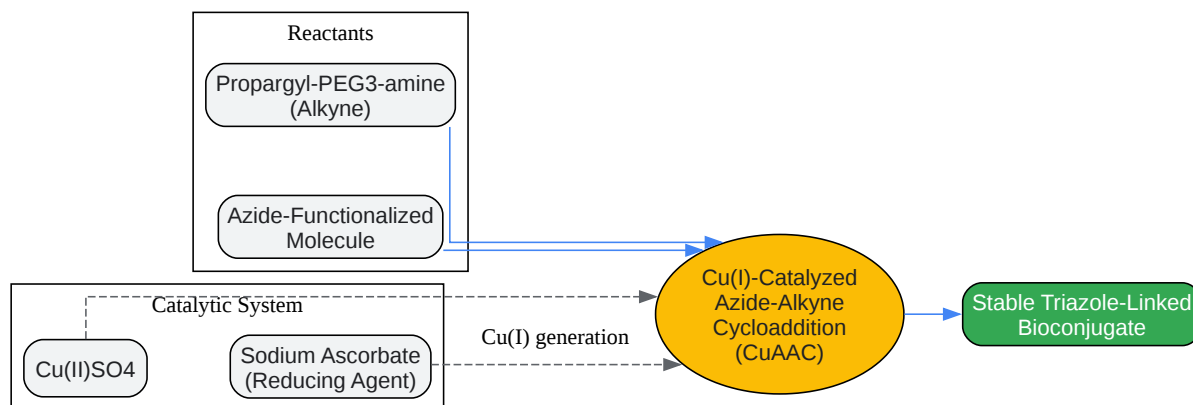 Reactants
Propargyl-PEG3-amine
(Alkyne)
Azide-Functionalized
Molecule
Catalytic System
Cu(II)SO4
Sodium Ascorbate
(Reducing Agent)
Cu(I) generation
Cu(I)-Catalyzed
Azide-Alkyne
Cycloaddition
(CuAAC)
Stable Triazole-Linked
Bioconjugate